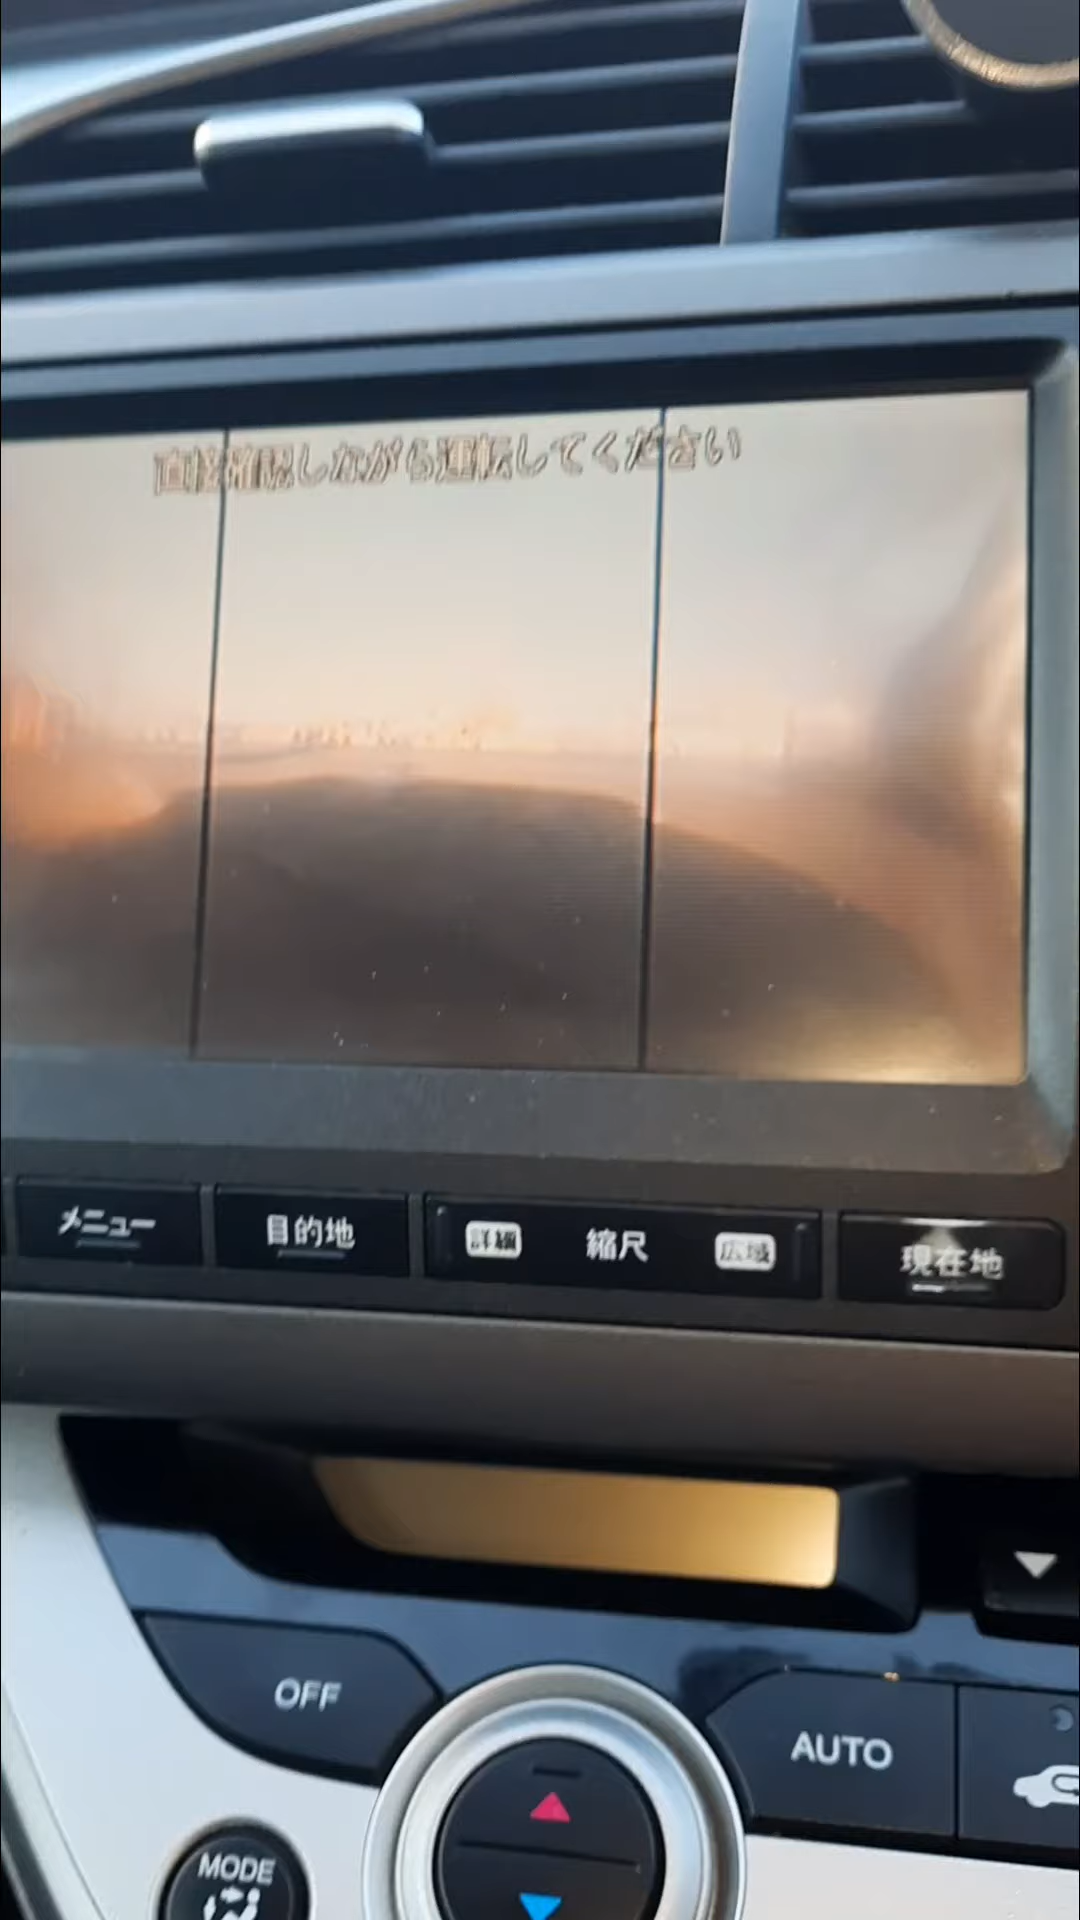 直接確認しながら運転してください
メニュー
目的地
詳細 縮尺 広域
現在地
OFF
AUTO
MODE